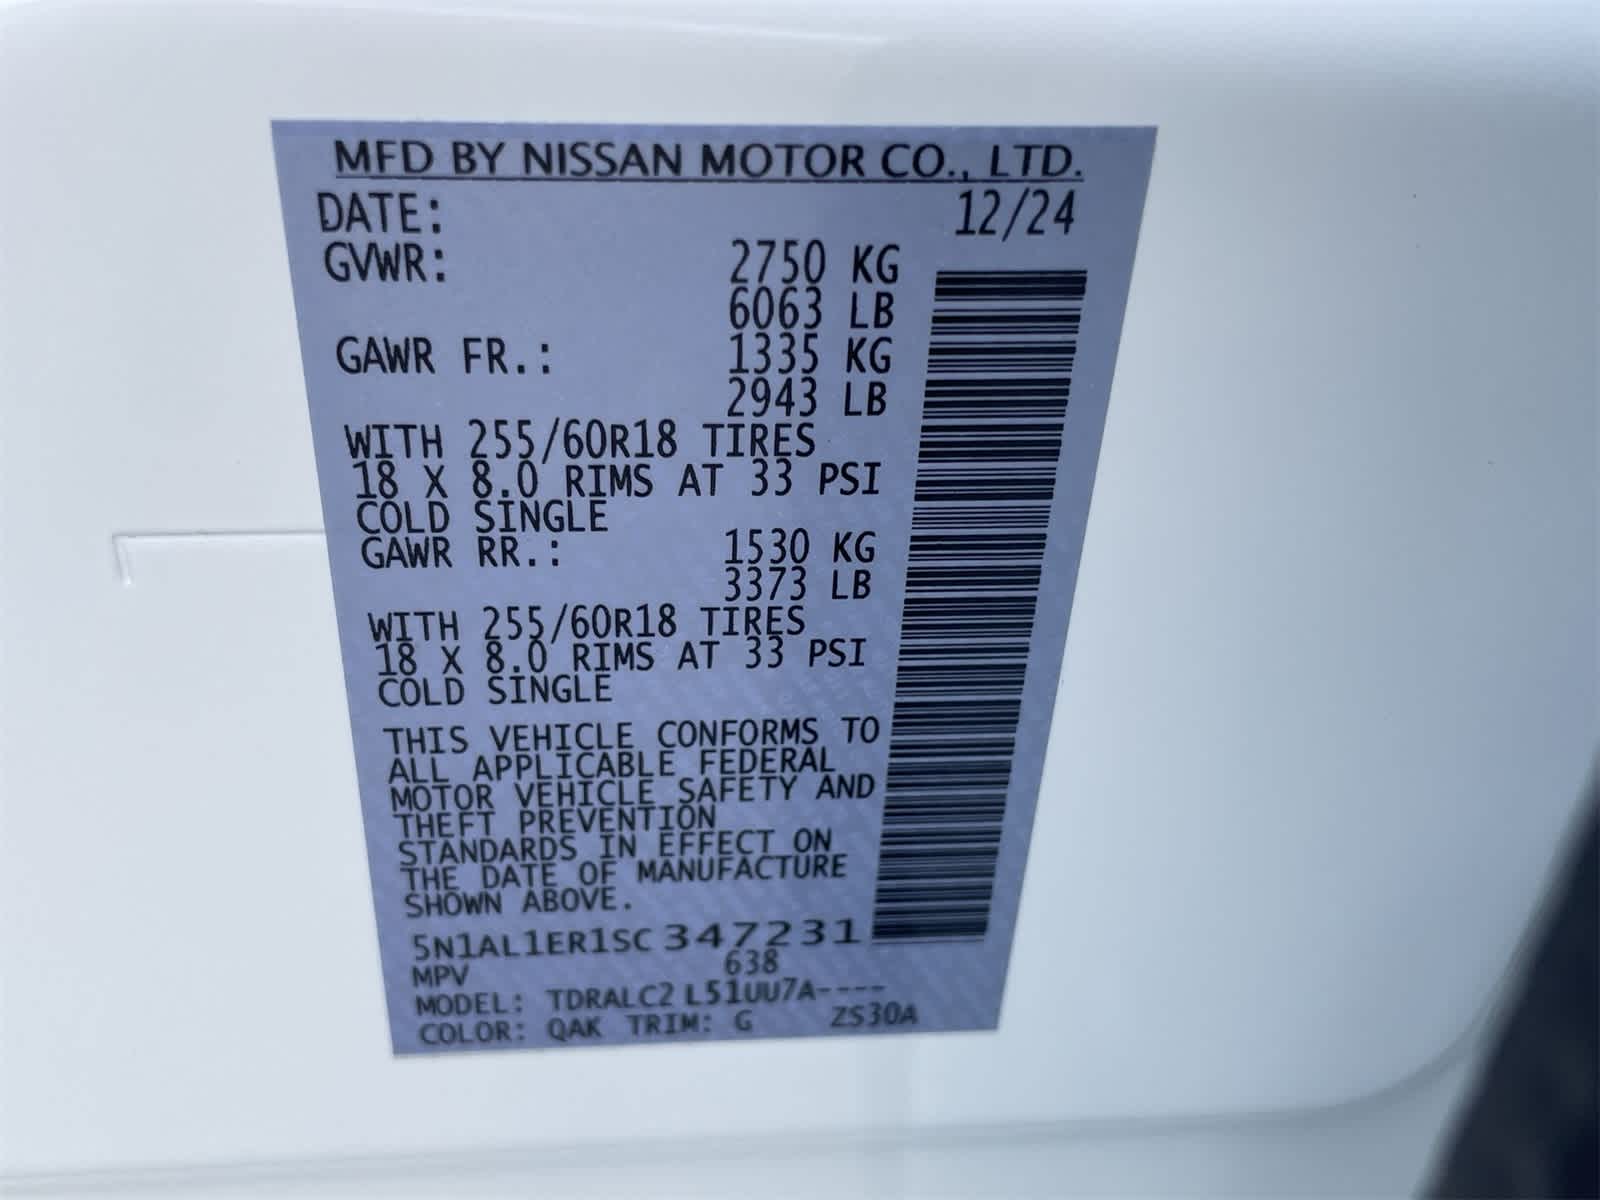 MFD BY NISSAN MOTOR CO., LTD.
DATE: 12/24
GVWR: 2750 KG
6063 LB
GAWR FR.: 1335 KG
2943 LB
WITH 255/60R18 TIRES
18 X 8.0 RIMS AT 33 PSI
COLD SINGLE
GAWR RR.: 1530 KG
3373 LB
WITH 255/60R18 TIRES
18 X 8.0 RIMS AT 33 PSI
COLD SINGLE
THIS VEHICLE CONFORMS TO
ALL APPLICABLE FEDERAL
MOTOR VEHICLE SAFETY AND
THEFT PREVENTION
STANDARDS IN EFFECT ON
THE DATE OF MANUFACTURE
SHOWN ABOVE.
5N1AL1ER1SC347231
MPV 638
MODEL: TDRALC2 L51UU7A----
COLOR: QAK TRIM: G ZS30A